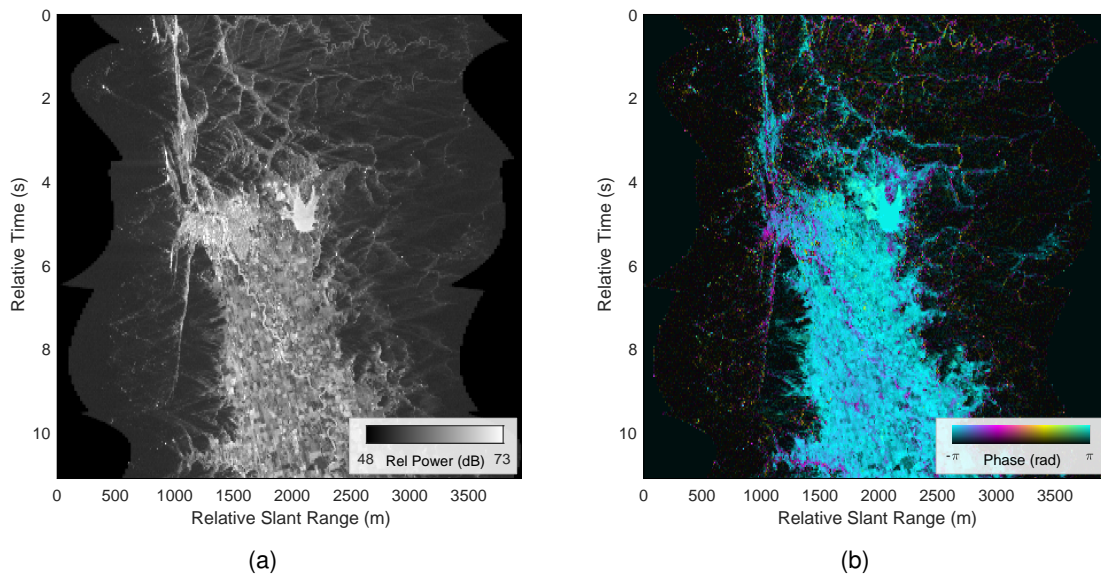 0
2
4
6
8
10
Relative Time (s)
0 500 1000 1500 2000 2500 3000 3500
Relative Slant Range (m)
48 Rel Power (dB) 73
(a)
0
2
4
6
8
10
Relative Time (s)
0 500 1000 1500 2000 2500 3000 3500
Relative Slant Range (m)
-π Phase (rad) π
(b)